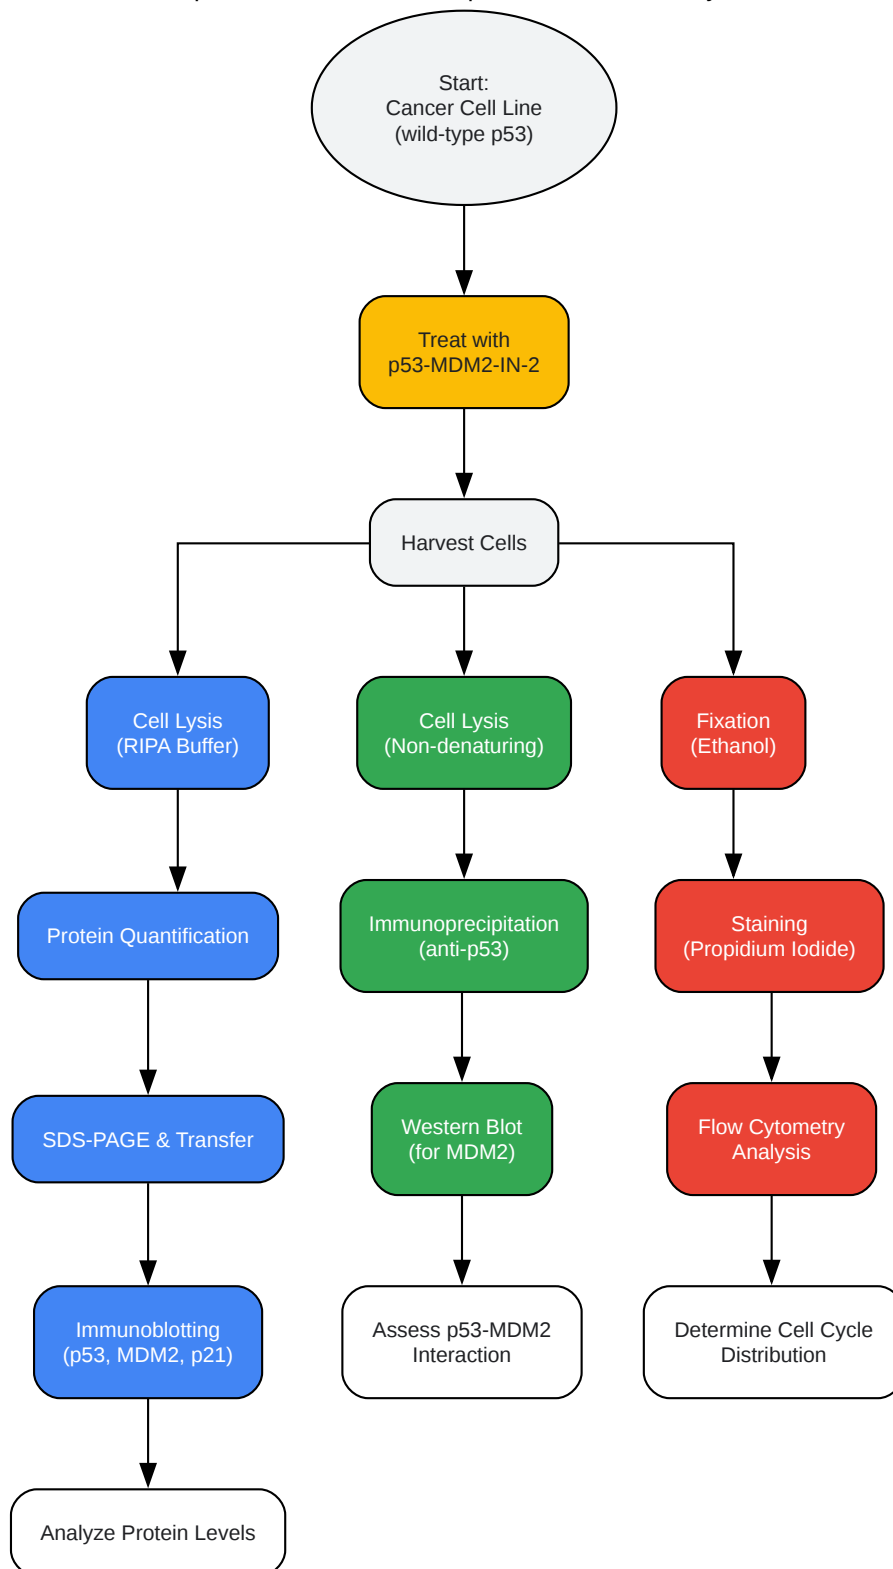 Start:
Cancer Cell Line
(wild-type p53)
Treat with
p53-MDM2-IN-2
Harvest Cells
Cell Lysis
(RIPA Buffer)
Cell Lysis
(Non-denaturing)
Fixation
(Ethanol)
Protein Quantification
Immunoprecipitation
(anti-p53)
Staining
(Propidium Iodide)
SDS-PAGE & Transfer
Western Blot
(for MDM2)
Flow Cytometry
Analysis
Immunoblotting
(p53, MDM2, p21)
Assess p53-MDM2
Interaction
Determine Cell Cycle
Distribution
Analyze Protein Levels